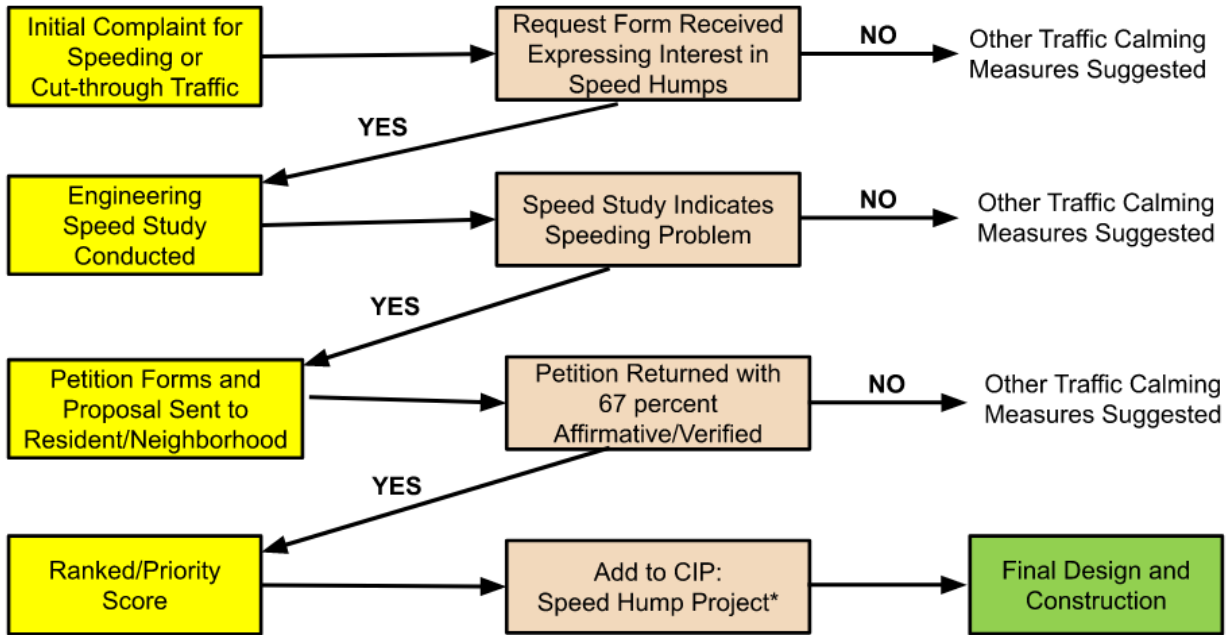 Initial Complaint for
Speeding or
Cut-through Traffic
Request Form Received
Expressing Interest in
Speed Humps
NO
Other Traffic Calming
Measures Suggested
YES
Engineering
Speed Study
Conducted
Speed Study Indicates
Speeding Problem
NO
Other Traffic Calming
Measures Suggested
YES
Petition Forms and
Proposal Sent to
Resident/Neighborhood
Petition Returned with
67 percent
Affirmative/Verified
NO
Other Traffic Calming
Measures Suggested
YES
Ranked/Priority
Score
Add to CIP:
Speed Hump Project*
Final Design and
Construction